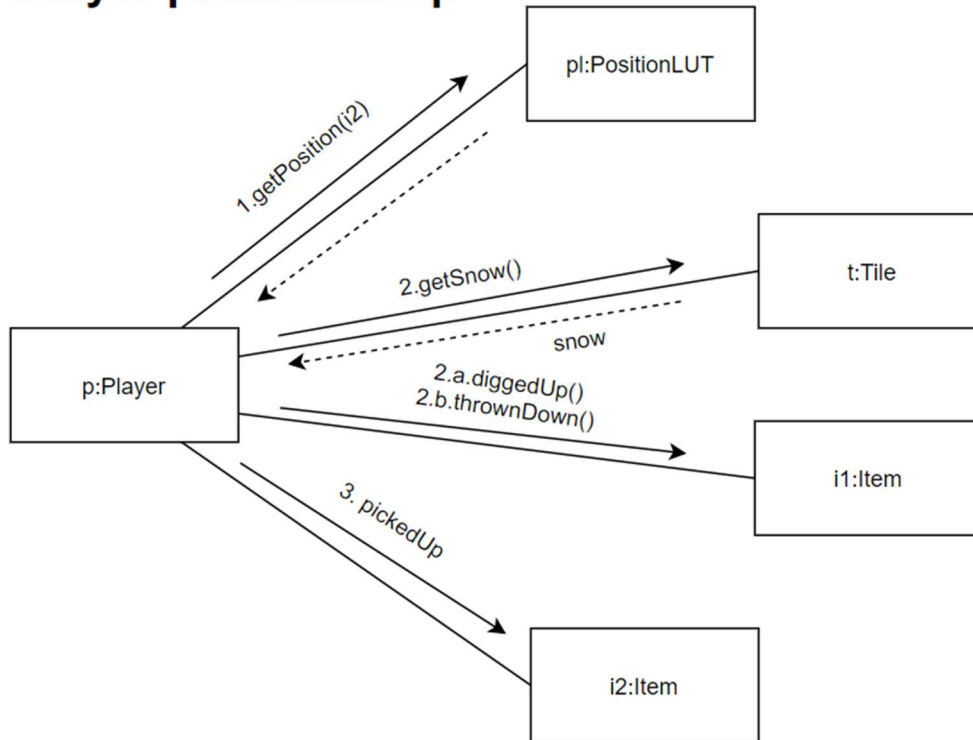 pl:PositionLUT
1.getPosition(i2)
t:Tile
2.getSnow()
snow
p:Player
2.a.diggedUp()
2.b.thrownDown()
i1:Item
3. pickedUp
i2:Item